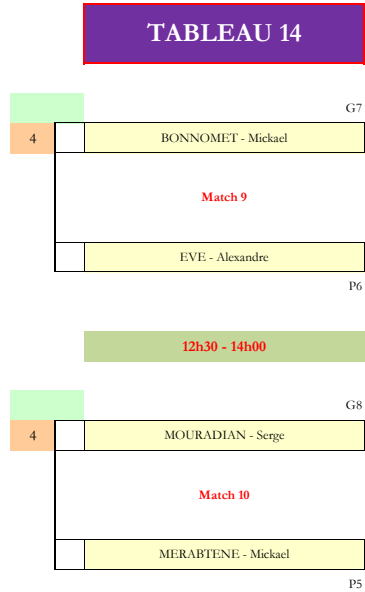 TABLEAU 14
G7
4 BONNOMET - Mickael
Match 9
EVE - Alexandre
P6
12h30 - 14h00
G8
4 MOURADIAN - Serge
Match 10
MERABTENE - Mickael
P5